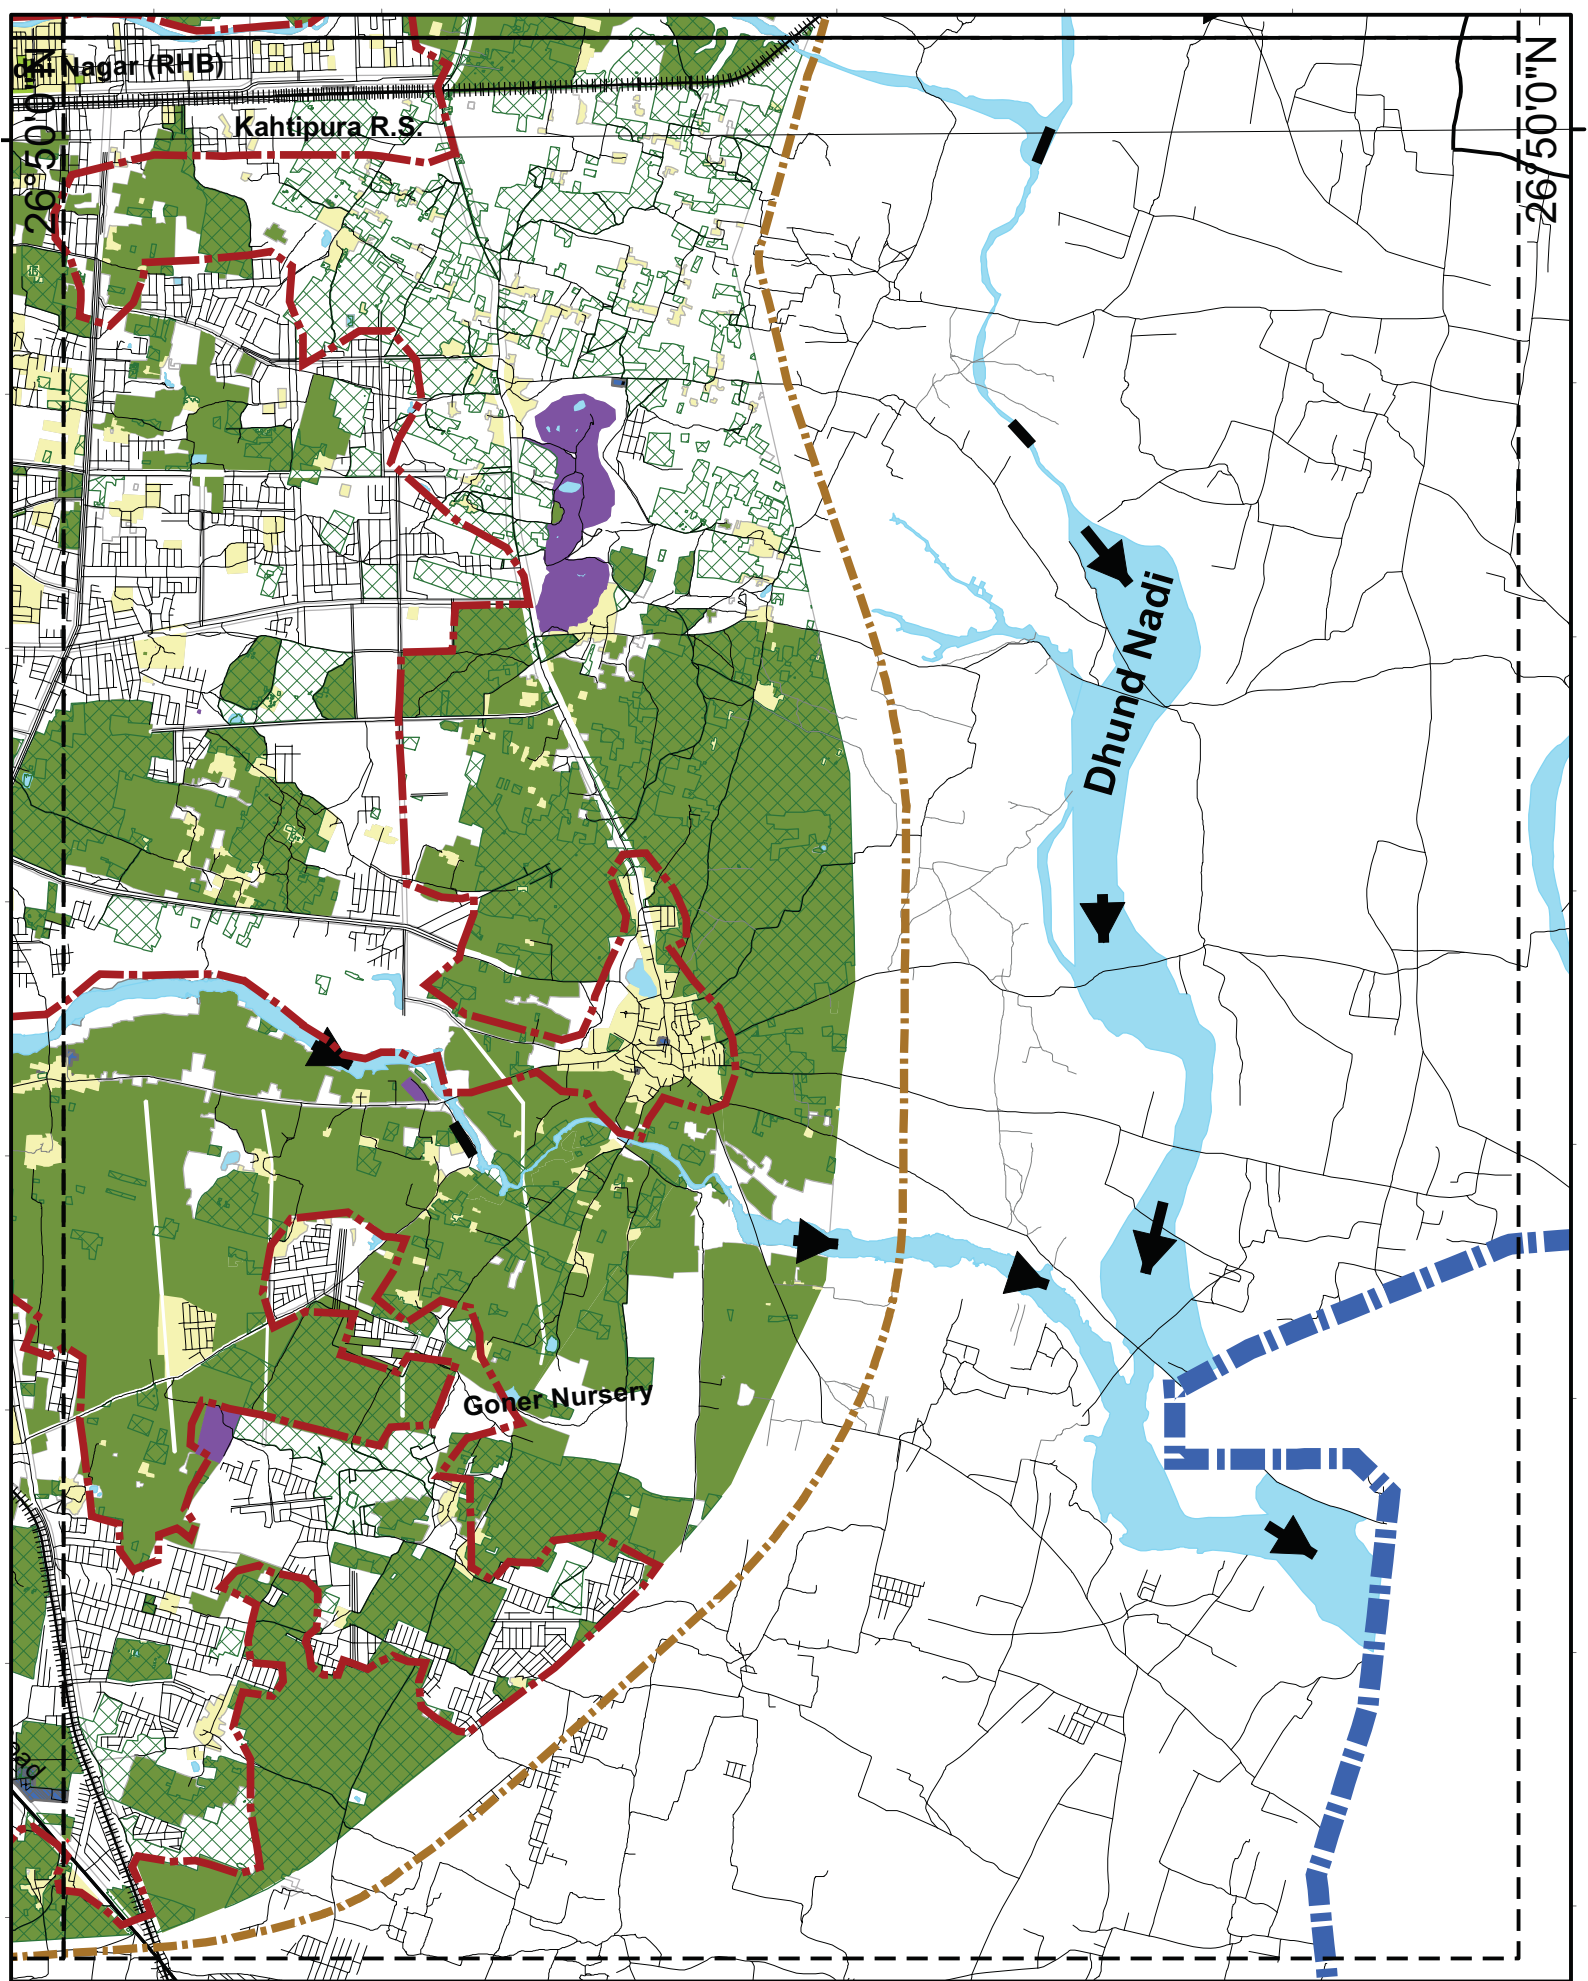 Nagar (RHB)
Kahtipura R.S.
26°50'0"N
26°50'0"N
Dhund Nadi
Goner Nursery